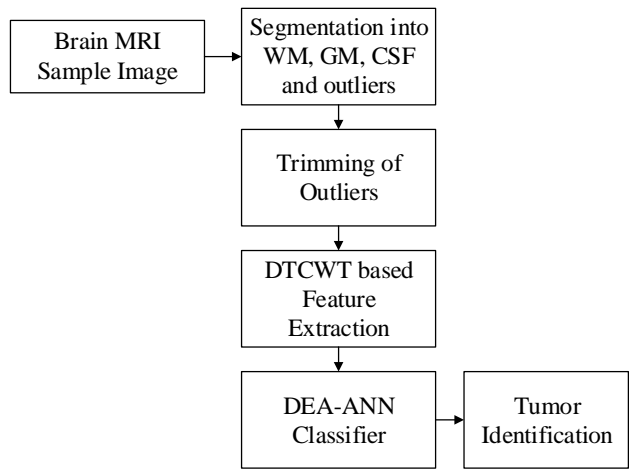 Brain MRI
Sample Image
Segmentation into
WM, GM, CSF
and outliers
Trimming of
Outliers
DTCWT based
Feature
Extraction
DEA-ANN
Classifier
Tumor
Identification